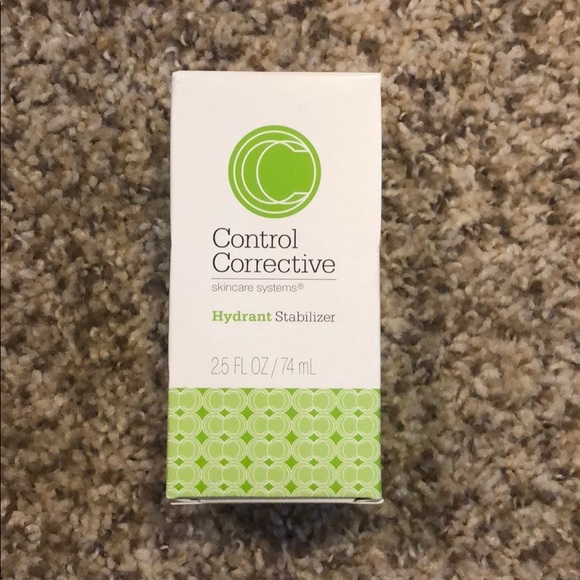 Control
Corrective
skincare systems®
Hydrant Stabilizer
2.5 FL OZ / 74 mL